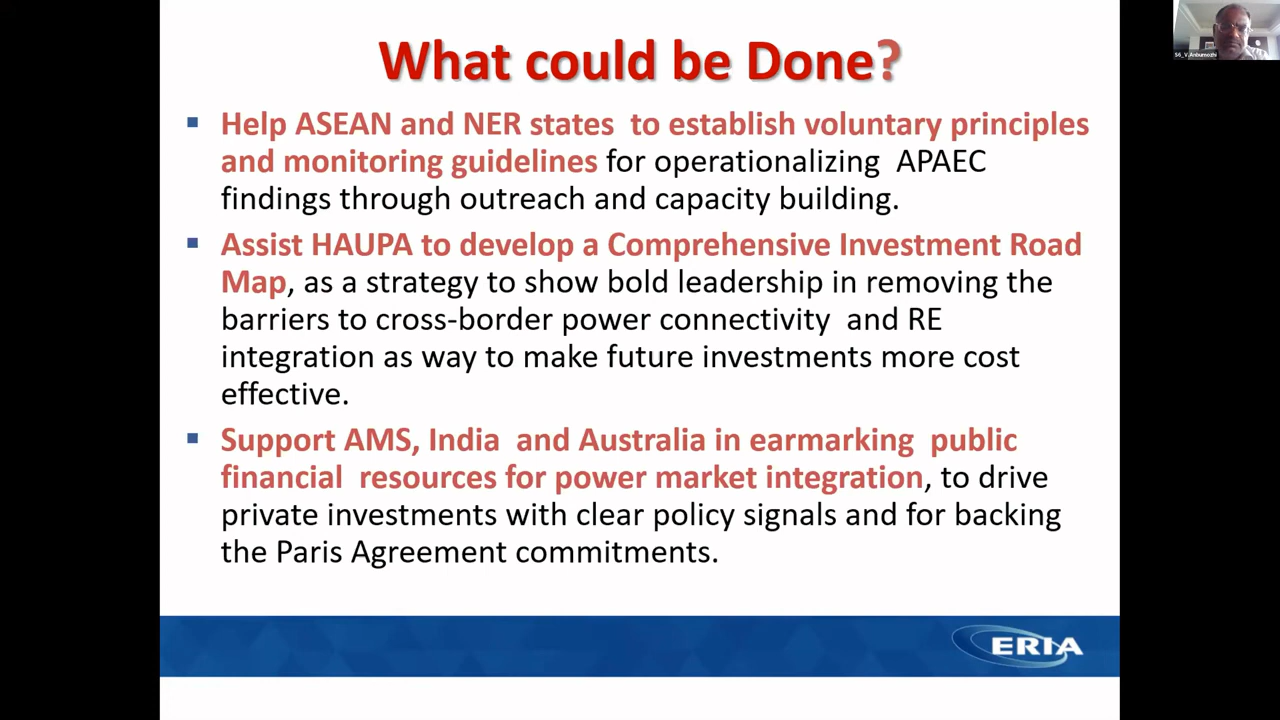 What could be Done?
Help ASEAN and NER states to establish voluntary principles
and monitoring guidelines for operationalizing APAEC
findings through outreach and capacity building.
Assist HAUPA to develop a Comprehensive Investment Road
Map, as a strategy to show bold leadership in removing the
barriers to cross-border power connectivity and RE
integration as way to make future investments more cost
effective.
Support AMS, India and Australia in earmarking public
financial resources for power market integration, to drive
private investments with clear policy signals and for backing
the Paris Agreement commitments.
ERIA
S6_V.Anbumozhi